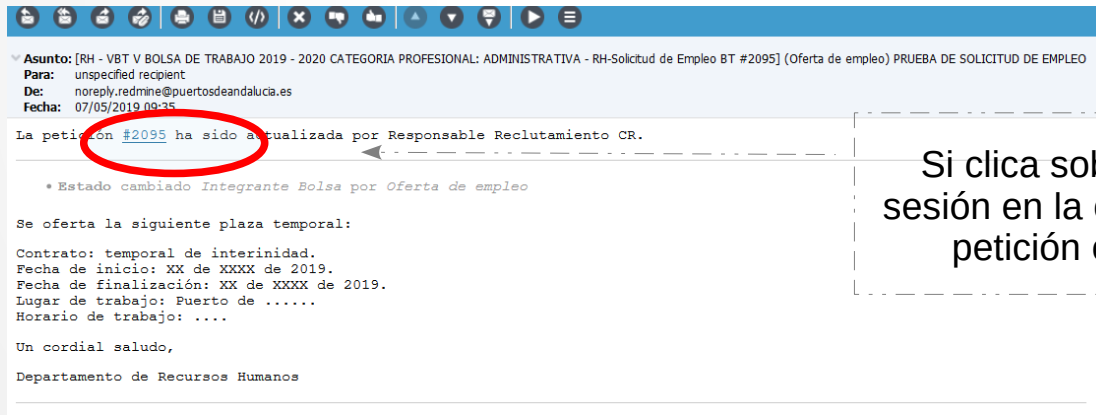 Asunto: [RH - VBT V BOLSA DE TRABAJO 2019 - 2020 CATEGORIA PROFESIONAL: ADMINISTRATIVA - RH-Solicitud de Empleo BT #2095] (Oferta de empleo) PRUEBA DE SOLICITUD DE EMPLEO
Para: unspecified recipient
De: noreply.redmine@puertosdeandalucia.es
Fecha: 07/05/2019 09:35
La petición #2095 ha sido actualizada por Responsable Reclutamiento CR.
• Estado cambiado Integrante Bolsa por Oferta de empleo
Se oferta la siguiente plaza temporal:
Contrato: temporal de interinidad.
Fecha de inicio: XX de XXXX de 2019.
Fecha de finalización: XX de XXXX de 2019.
Lugar de trabajo: Puerto de ......
Horario de trabajo: ....
Un cordial saludo,
Departamento de Recursos Humanos
Si clica
sesión en la
petición